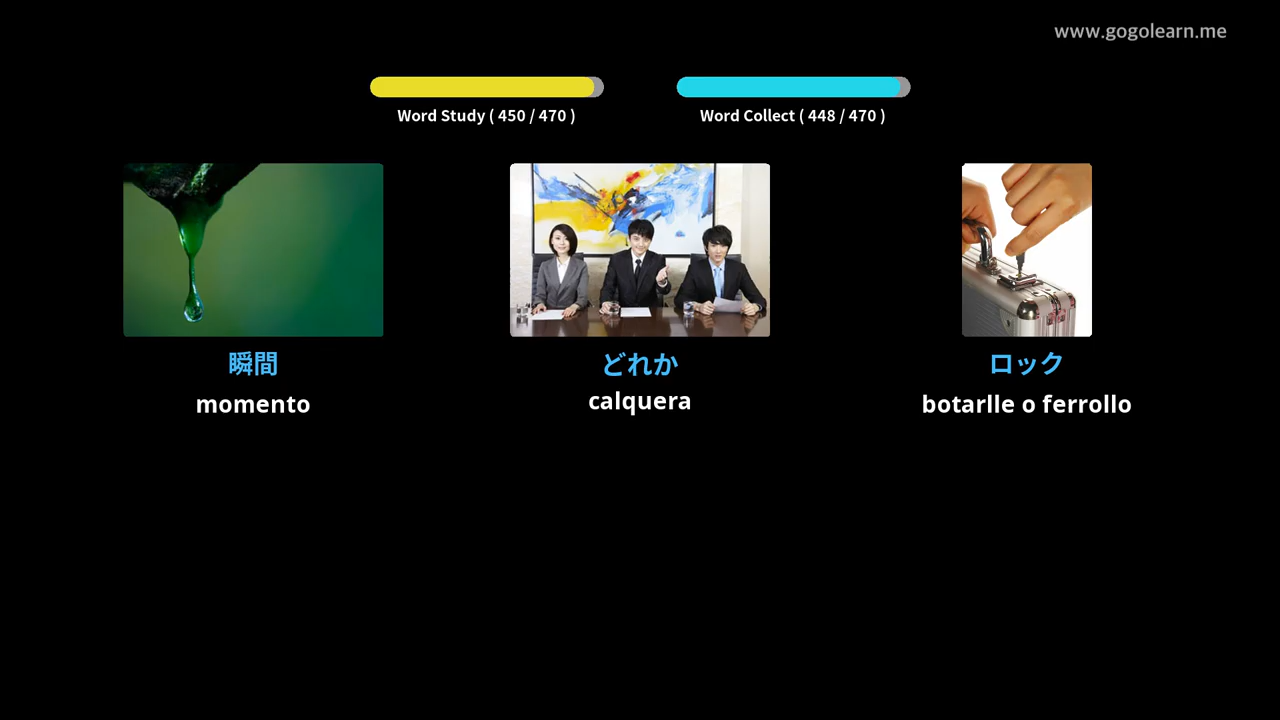 www.gogolearn.me
Word Study ( 450 / 470 )
Word Collect ( 448 / 470 )
瞬間
どれか
ロック
momento
calquera
botarlle o ferrollo